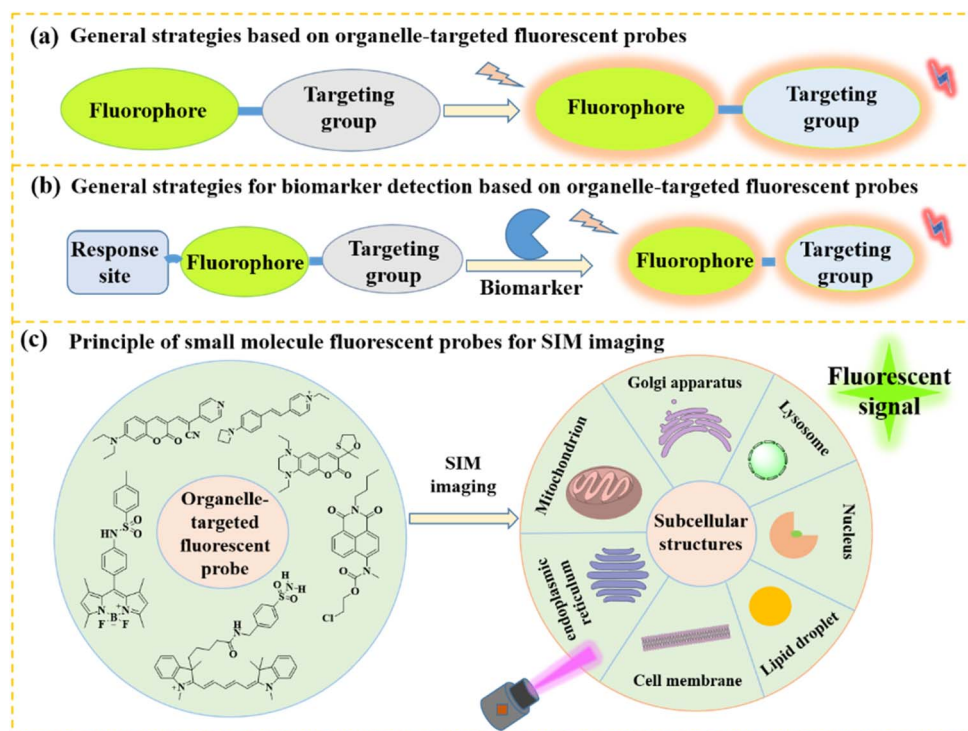 (a) General strategies based on organelle-targeted fluorescent probes
Fluorophore
Targeting
group
Fluorophore
Targeting
group
(b) General strategies for biomarker detection based on organelle-targeted fluorescent probes
Response
site
Fluorophore
Targeting
group
Biomarker
Fluorophore
Targeting
group
(c) Principle of small molecule fluorescent probes for SIM imaging
Organelle-
targeted
fluorescent
probe
SIM
imaging
Subcellular
structures
Golgi apparatus
Lysosome
Nucleus
Lipid droplet
Cell membrane
endoplasmic
reticulum
Mitochondrion
Fluorescent
signal